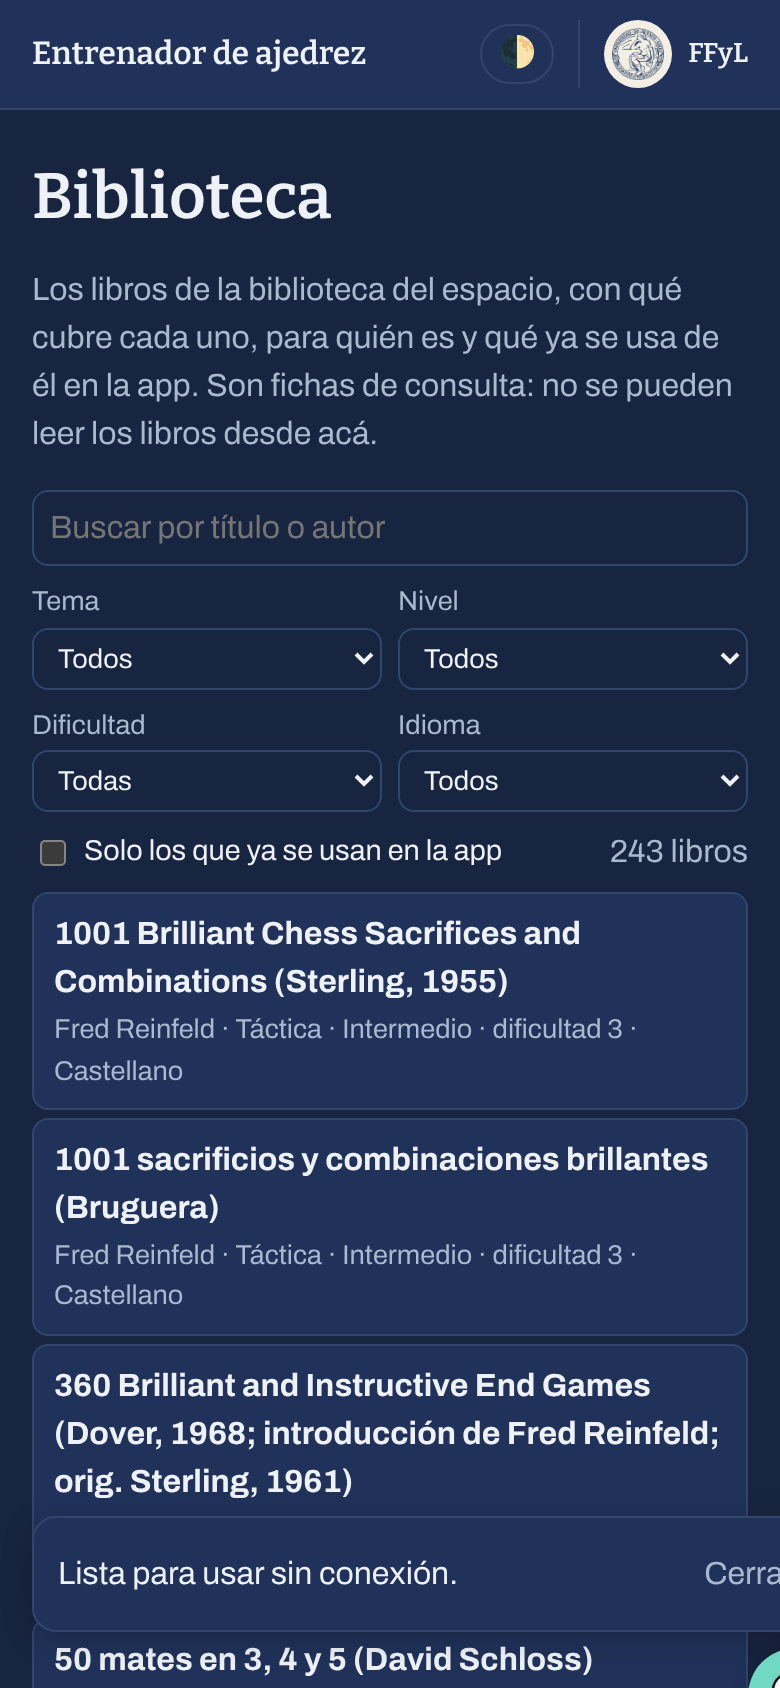 Entrenador de ajedrez
FFyL
Biblioteca
Los libros de la biblioteca del espacio, con qué
cubre cada uno, para quién es y qué ya se usa de
él en la app. Son fichas de consulta: no se pueden
leer los libros desde acá.
Buscar por título o autor
Tema
Nivel
Todos
Todos
Dificultad
Idioma
Todas
Todos
Solo los que ya se usan en la app
243 libros
1001 Brilliant Chess Sacrifices and
Combinations (Sterling, 1955)
Fred Reinfeld · Táctica · Intermedio · dificultad 3 ·
Castellano
1001 sacrificios y combinaciones brillantes
(Bruguera)
Fred Reinfeld · Táctica · Intermedio · dificultad 3 ·
Castellano
360 Brilliant and Instructive End Games
(Dover, 1968; introducción de Fred Reinfeld;
orig. Sterling, 1961)
Lista para usar sin conexión.
Cerra
50 mates en 3, 4 y 5 (David Schloss)